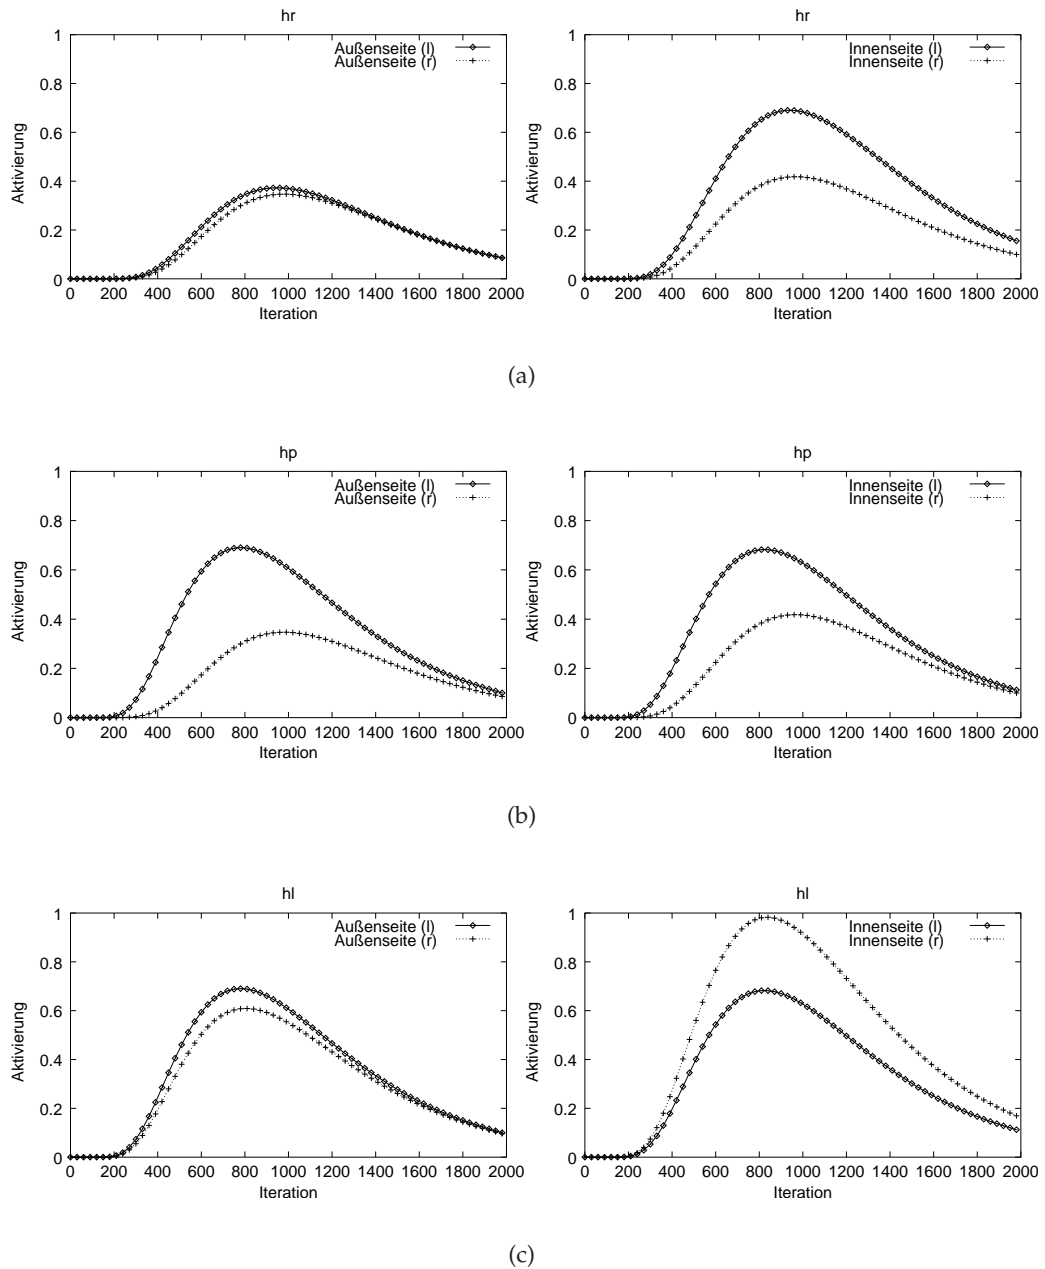 hr
Außenseite (l)
Außenseite (r)
Aktivierung
1
0.8
0.6
0.4
0.2
0
0 200 400 600 800 1000 1200 1400 1600 1800 2000
Iteration
hr
Innenseite (l)
Innenseite (r)
Aktivierung
1
0.8
0.6
0.4
0.2
0
0 200 400 600 800 1000 1200 1400 1600 1800 2000
Iteration
(a)
hp
Außenseite (l)
Außenseite (r)
Aktivierung
1
0.8
0.6
0.4
0.2
0
0 200 400 600 800 1000 1200 1400 1600 1800 2000
Iteration
hp
Innenseite (l)
Innenseite (r)
Aktivierung
1
0.8
0.6
0.4
0.2
0
0 200 400 600 800 1000 1200 1400 1600 1800 2000
Iteration
(b)
hl
Außenseite (l)
Außenseite (r)
Aktivierung
1
0.8
0.6
0.4
0.2
0
0 200 400 600 800 1000 1200 1400 1600 1800 2000
Iteration
hl
Innenseite (l)
Innenseite (r)
Aktivierung
1
0.8
0.6
0.4
0.2
0
0 200 400 600 800 1000 1200 1400 1600 1800 2000
Iteration
(c)